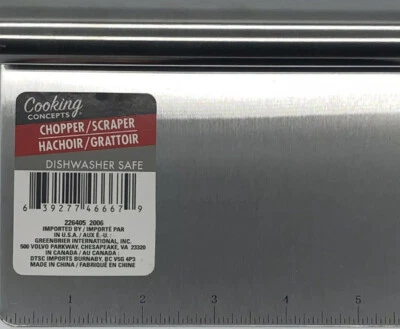 Cooking
CONCEPTS
CHOPPER/SCRAPER
HACHOIR/GRATTOIR
DISHWASHER SAFE
6 39277 46667 9
226405 2006
IMPORTED BY / IMPORTÉ PAR
IN U.S.A./ AUX É.-U. :
GREENBRIER INTERNATIONAL, INC.
500 VOLVO PARKWAY, CHESAPEAKE, VA 23320
IN CANADA / AU CANADA :
DTSC IMPORTS BURNABY, BC V5G 4P3
MADE IN CHINA / FABRIQUÉ EN CHINE
1 2 3 4 5